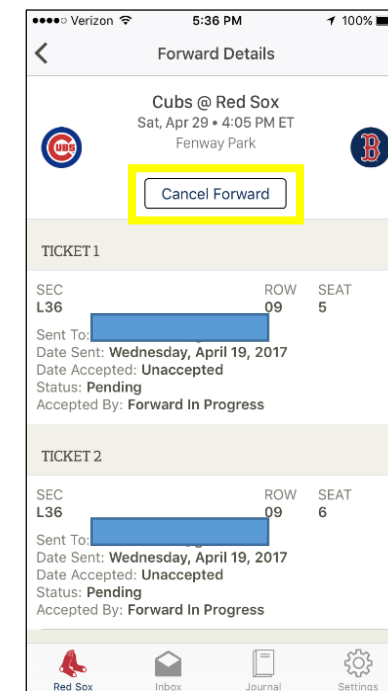 Verizon 5:36 PM 100%
Forward Details
Cubs @ Red Sox
Sat, Apr 29 • 4:05 PM ET
Fenway Park
CUBS
B
Cancel Forward
TICKET 1
SEC ROW SEAT
L36 09 5
Sent To:
Date Sent: Wednesday, April 19, 2017
Date Accepted: Unaccepted
Status: Pending
Accepted By: Forward In Progress
TICKET 2
SEC ROW SEAT
L36 09 6
Sent To:
Date Sent: Wednesday, April 19, 2017
Date Accepted: Unaccepted
Status: Pending
Accepted By: Forward In Progress
Red Sox Inbox Journal Settings